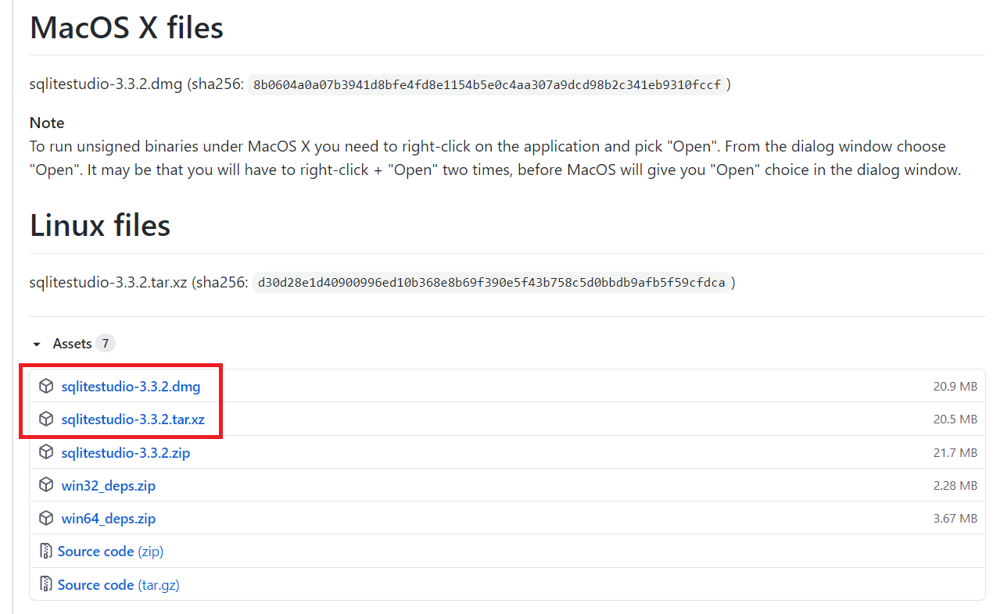 MacOS X files
sqlitestudio-3.3.2.dmg (sha256: 8b0604a0a07b3941d8bfe4fd8e1154b5e0c4aa307a9dcd98b2c341eb9310fccf )
Note
To run unsigned binaries under MacOS X you need to right-click on the application and pick "Open". From the dialog window choose
"Open". It may be that you will have to right-click + "Open" two times, before MacOS will give you "Open" choice in the dialog window.
Linux files
sqlitestudio-3.3.2.tar.xz (sha256: d30d28e1d40900996ed10b368e8b69f390e5f43b758c5d0bbdb9afb5f59cfdca )
Assets 7
sqlitestudio-3.3.2.dmg 20.9 MB
sqlitestudio-3.3.2.tar.xz 20.5 MB
sqlitestudio-3.3.2.zip 21.7 MB
win32_deps.zip 2.28 MB
win64_deps.zip 3.67 MB
Source code (zip)
Source code (tar.gz)